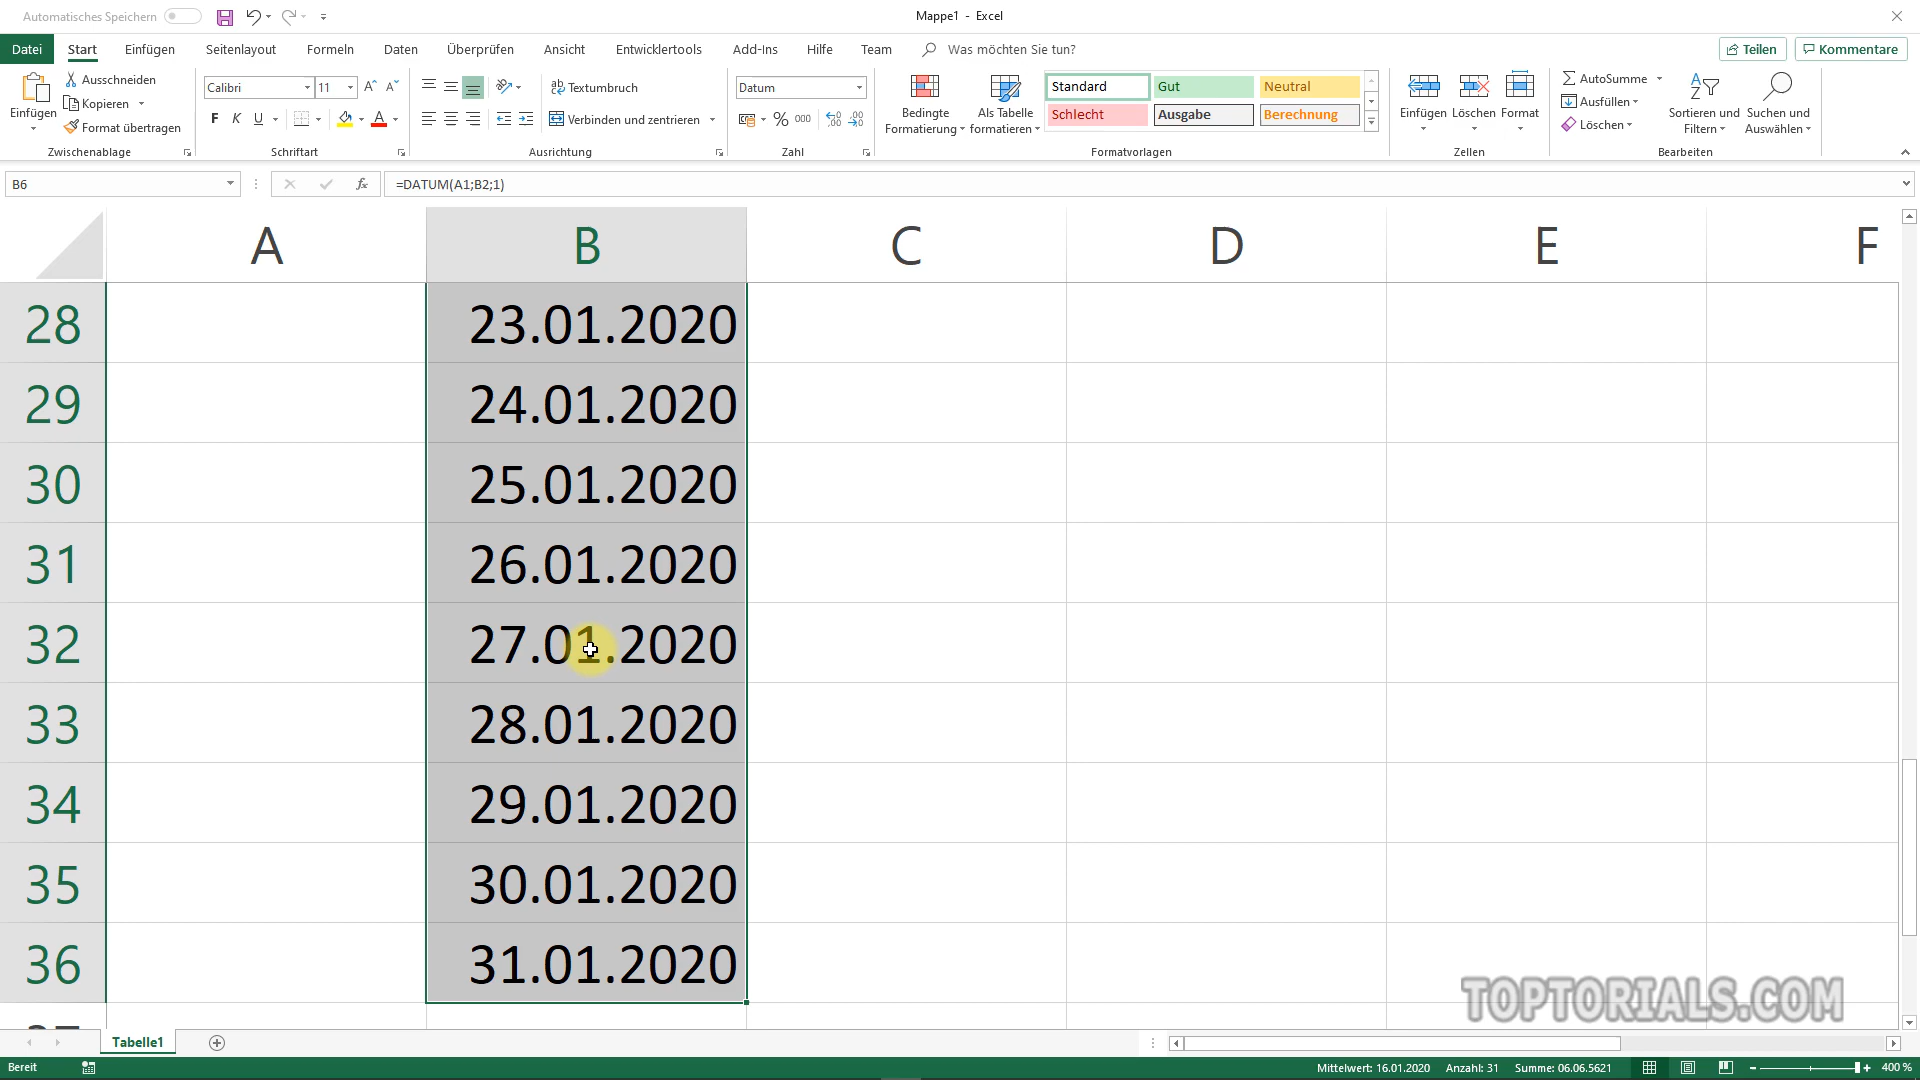 Automatisches Speichern
Mappe1 - Excel
Datei Start Einfügen Seitenlayout Formeln Daten Überprüfen Ansicht Entwicklertools Add-Ins Hilfe Team Was möchten Sie tun? Teilen Kommentare
Einfügen
Ausschneiden
Kopieren
Format übertragen
Zwischenablage
Calibri 11
F K U
Schriftart
Textumbruch
Verbinden und zentrieren
Ausrichtung
Datum
% 000
Zahl
Bedingte
Formatierung
Als Tabelle
formatieren
Standard Gut Neutral
Schlecht Ausgabe Berechnung
Formatvorlagen
Einfügen Löschen Format
Zellen
AutoSumme
Ausfüllen
Löschen
Sortieren und
Filtern
Suchen und
Auswählen
Bearbeiten
B6 fx =DATUM(A1;B2;1)
A B C D E F
28 23.01.2020
29 24.01.2020
30 25.01.2020
31 26.01.2020
32 27.01.2020
33 28.01.2020
34 29.01.2020
35 30.01.2020
36 31.01.2020
TOPTORIALS.COM
Tabelle1
Bereit Mittelwert: 16.01.2020 Anzahl: 31 Summe: 06.06.5621 400 %